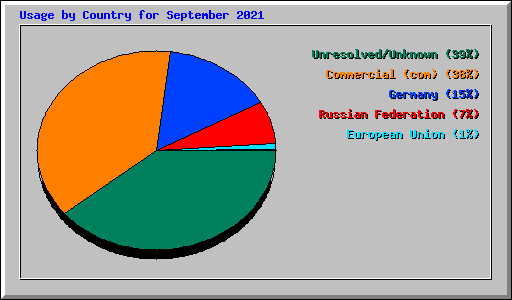 Usage by Country for September 2021
Unresolved/Unknown (39%)
Commercial (com) (38%)
Germany (15%)
Russian Federation (7%)
European Union (1%)